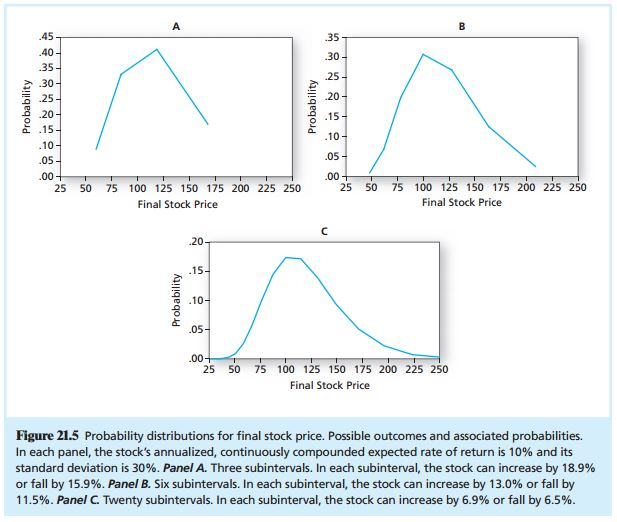 A
.45
.40
.35
.30
.25
.20
.15
.10
.05
.00
Probability
25 50 75 100 125 150 175 200 225 250
Final Stock Price
B
.35
.30
.25
.20
.15
.10
.05
.00
Probability
25 50 75 100 125 150 175 200 225 250
Final Stock Price
C
.20
.15
.10
.05
.00
Probability
25 50 75 100 125 150 175 200 225 250
Final Stock Price
Figure 21.5 Probability distributions for final stock price. Possible outcomes and associated probabilities.
In each panel, the stock's annualized, continuously compounded expected rate of return is 10% and its
standard deviation is 30%. Panel A. Three subintervals. In each subinterval, the stock can increase by 18.9%
or fall by 15.9%. Panel B. Six subintervals. In each subinterval, the stock can increase by 13.0% or fall by
11.5%. Panel C. Twenty subintervals. In each subinterval, the stock can increase by 6.9% or fall by 6.5%.